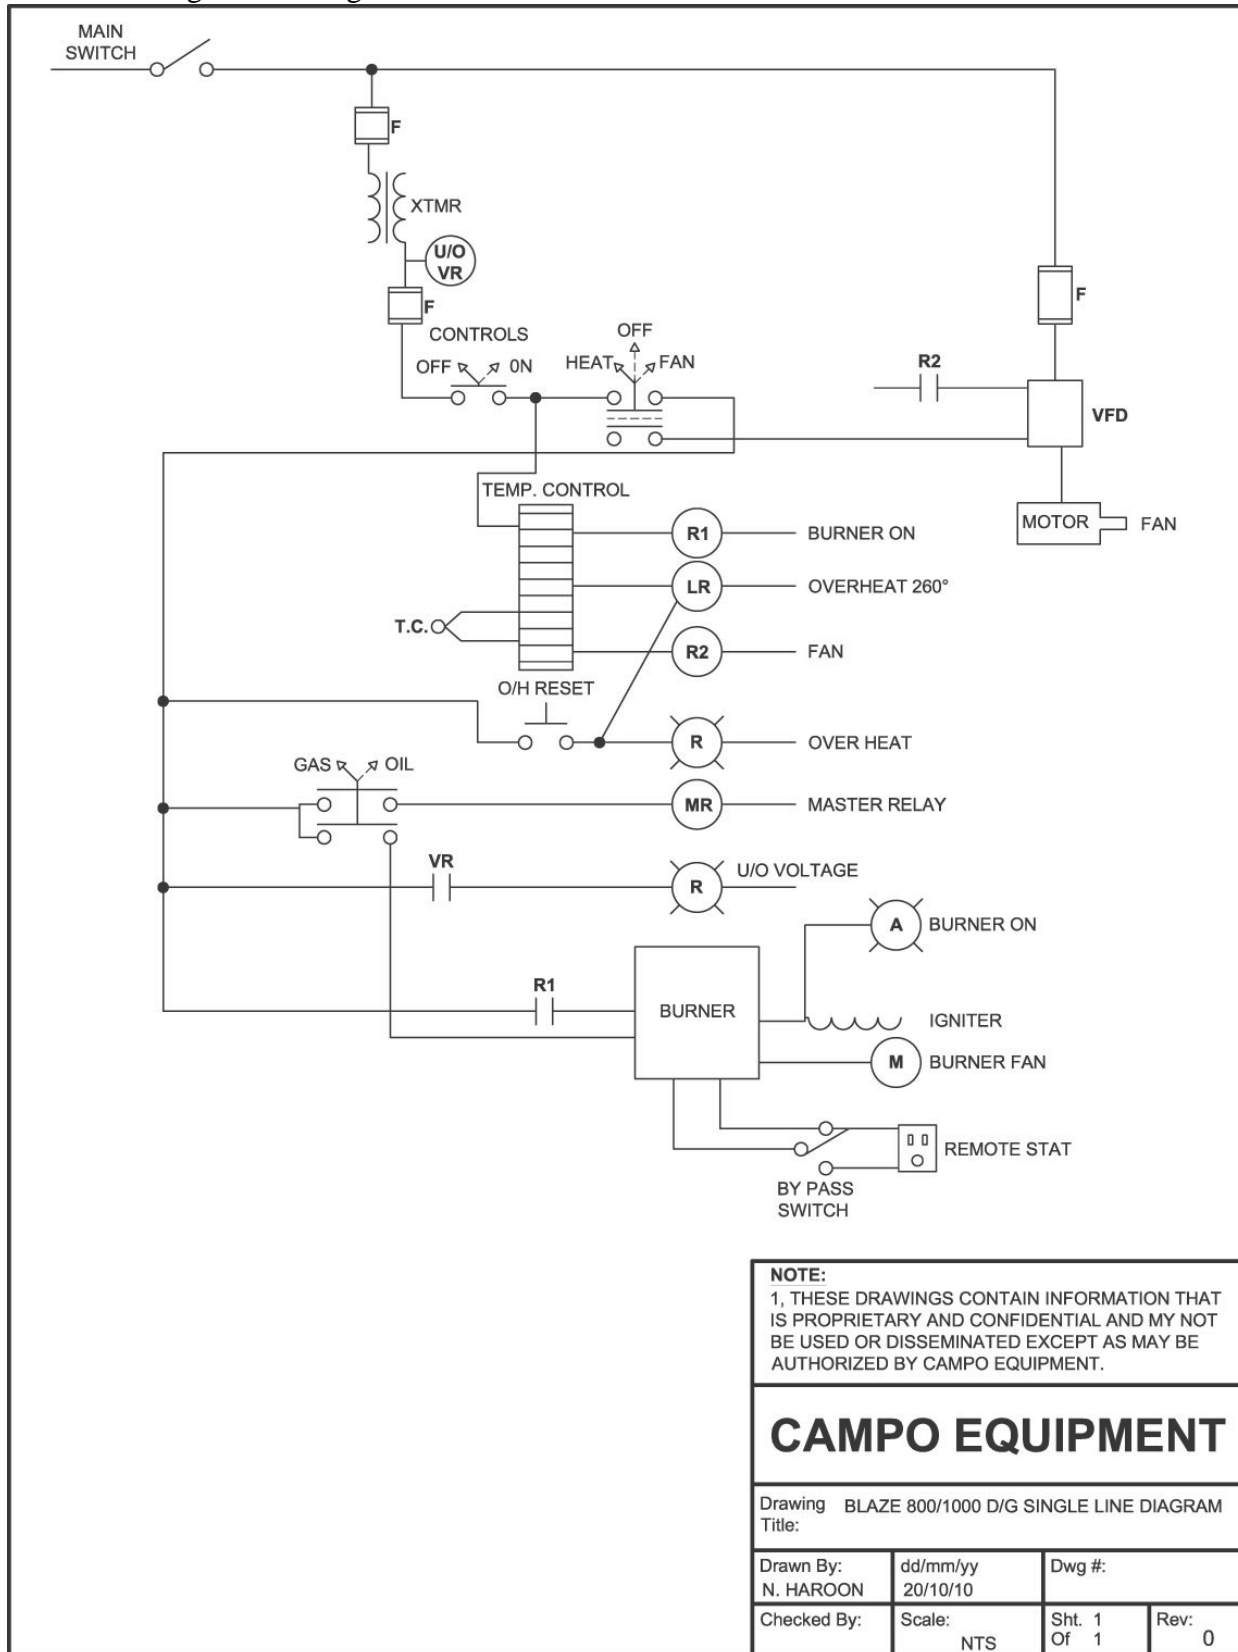 MAIN
SWITCH
F
XTMR
U/O
VR
F
CONTROLS
OFF 0N
OFF
HEAT FAN
F
R2
VFD
MOTOR FAN
TEMP. CONTROL
R1 BURNER ON
LR OVERHEAT 260°
T.C.
R2 FAN
O/H RESET
R OVER HEAT
GAS OIL
MR MASTER RELAY
VR
R U/O VOLTAGE
A BURNER ON
R1
BURNER
IGNITER
M BURNER FAN
REMOTE STAT
BY PASS
SWITCH
NOTE:
1, THESE DRAWINGS CONTAIN INFORMATION THAT
IS PROPRIETARY AND CONFIDENTIAL AND MY NOT
BE USED OR DISSEMINATED EXCEPT AS MAY BE
AUTHORIZED BY CAMPO EQUIPMENT.
CAMPO EQUIPMENT
Drawing BLAZE 800/1000 D/G SINGLE LINE DIAGRAM
Title:
Drawn By: dd/mm/yy Dwg #:
N. HAROON 20/10/10
Checked By: Scale: Sht. 1 Rev:
NTS Of 1 0